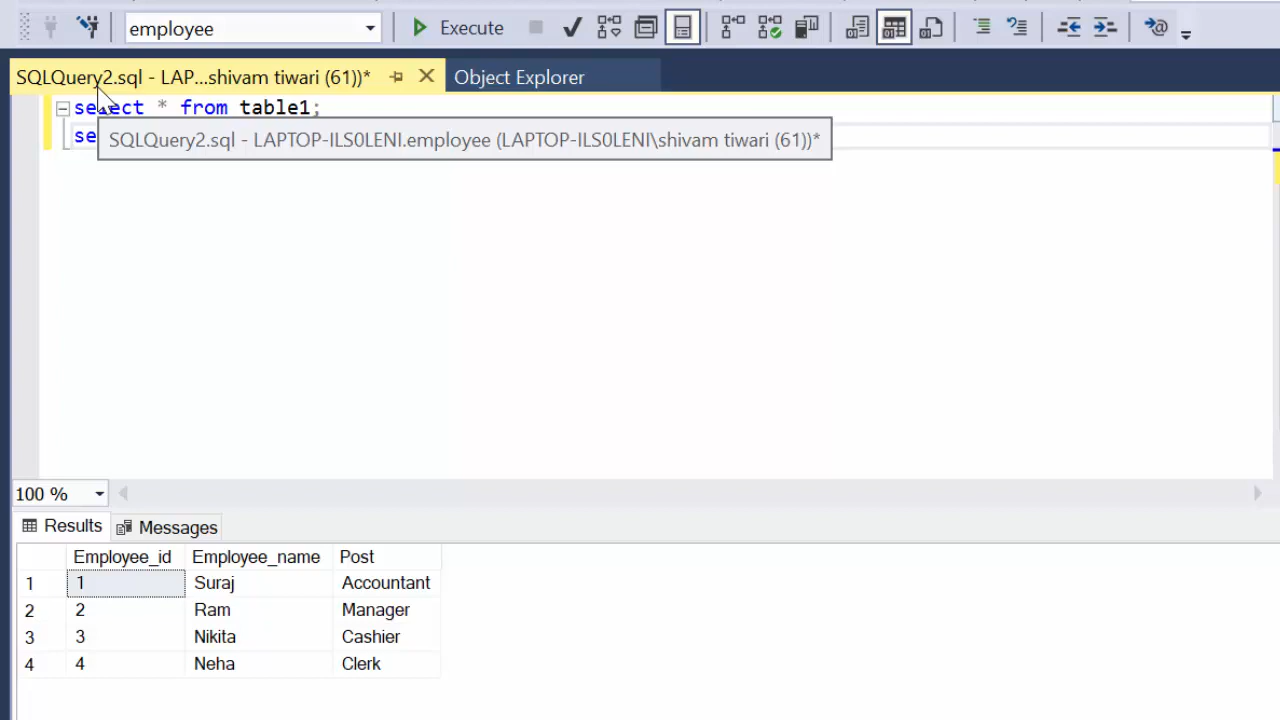 employee Execute
SQLQuery2.sql - LAP...shivam tiwari (61))* Object Explorer
select * from table1;
se
SQLQuery2.sql - LAPTOP-ILS0LENI.employee (LAPTOP-ILS0LENI\shivam tiwari (61))*
100 %
Results Messages
Employee_id Employee_name Post
1 1 Suraj Accountant
2 2 Ram Manager
3 3 Nikita Cashier
4 4 Neha Clerk